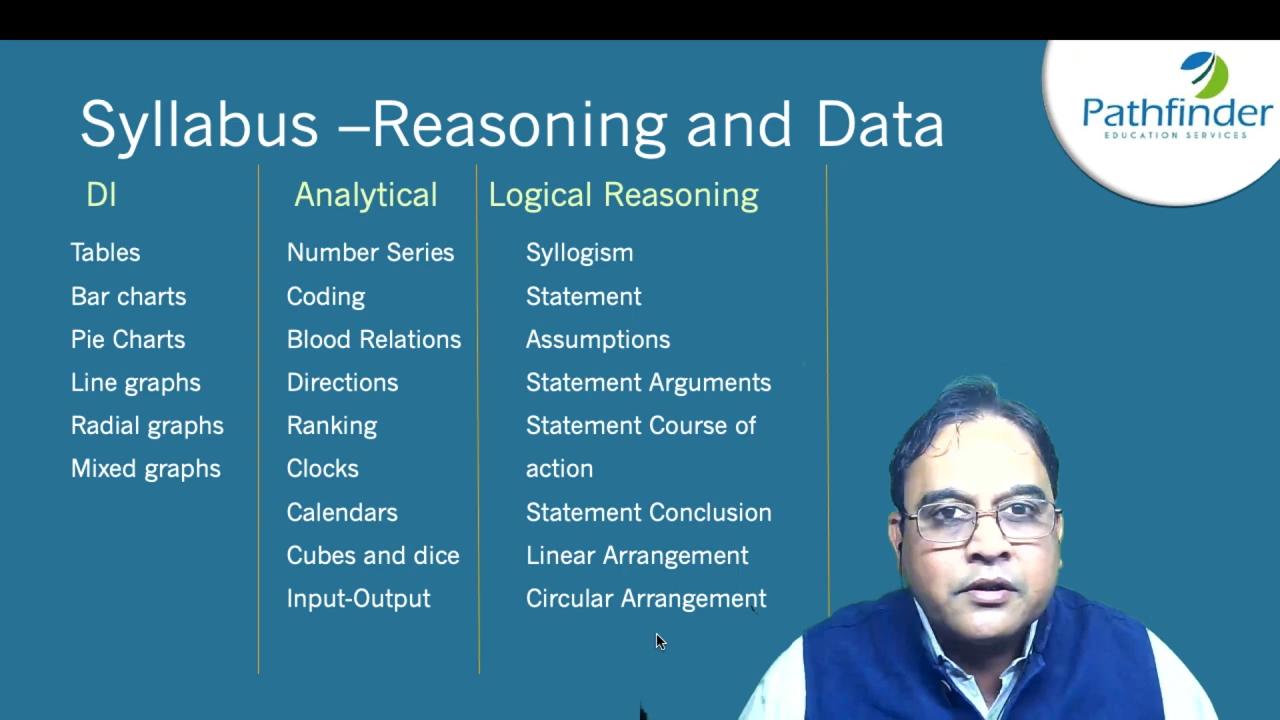 Syllabus –Reasoning and Data
Pathfinder
EDUCATION SERVICES
DI
Tables
Bar charts
Pie Charts
Line graphs
Radial graphs
Mixed graphs
Analytical
Number Series
Coding
Blood Relations
Directions
Ranking
Clocks
Calendars
Cubes and dice
Input-Output
Logical Reasoning
Syllogism
Statement
Assumptions
Statement Arguments
Statement Course of
action
Statement Conclusion
Linear Arrangement
Circular Arrangement